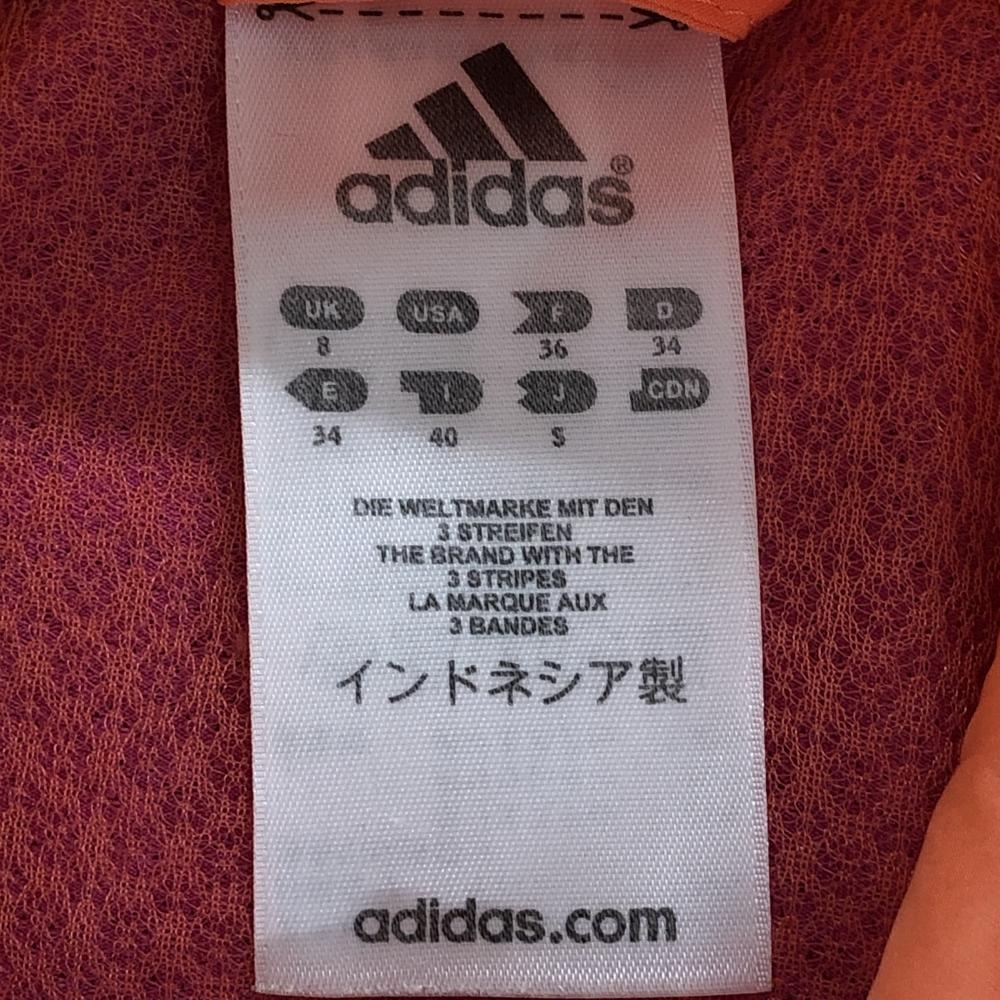 adidas®
UK USA F D
8 36 34
E I J CDN
34 40 S
DIE WELTMARKE MIT DEN
3 STREIFEN
THE BRAND WITH THE
3 STRIPES
LA MARQUE AUX
3 BANDES
インドネシア製
adidas.com